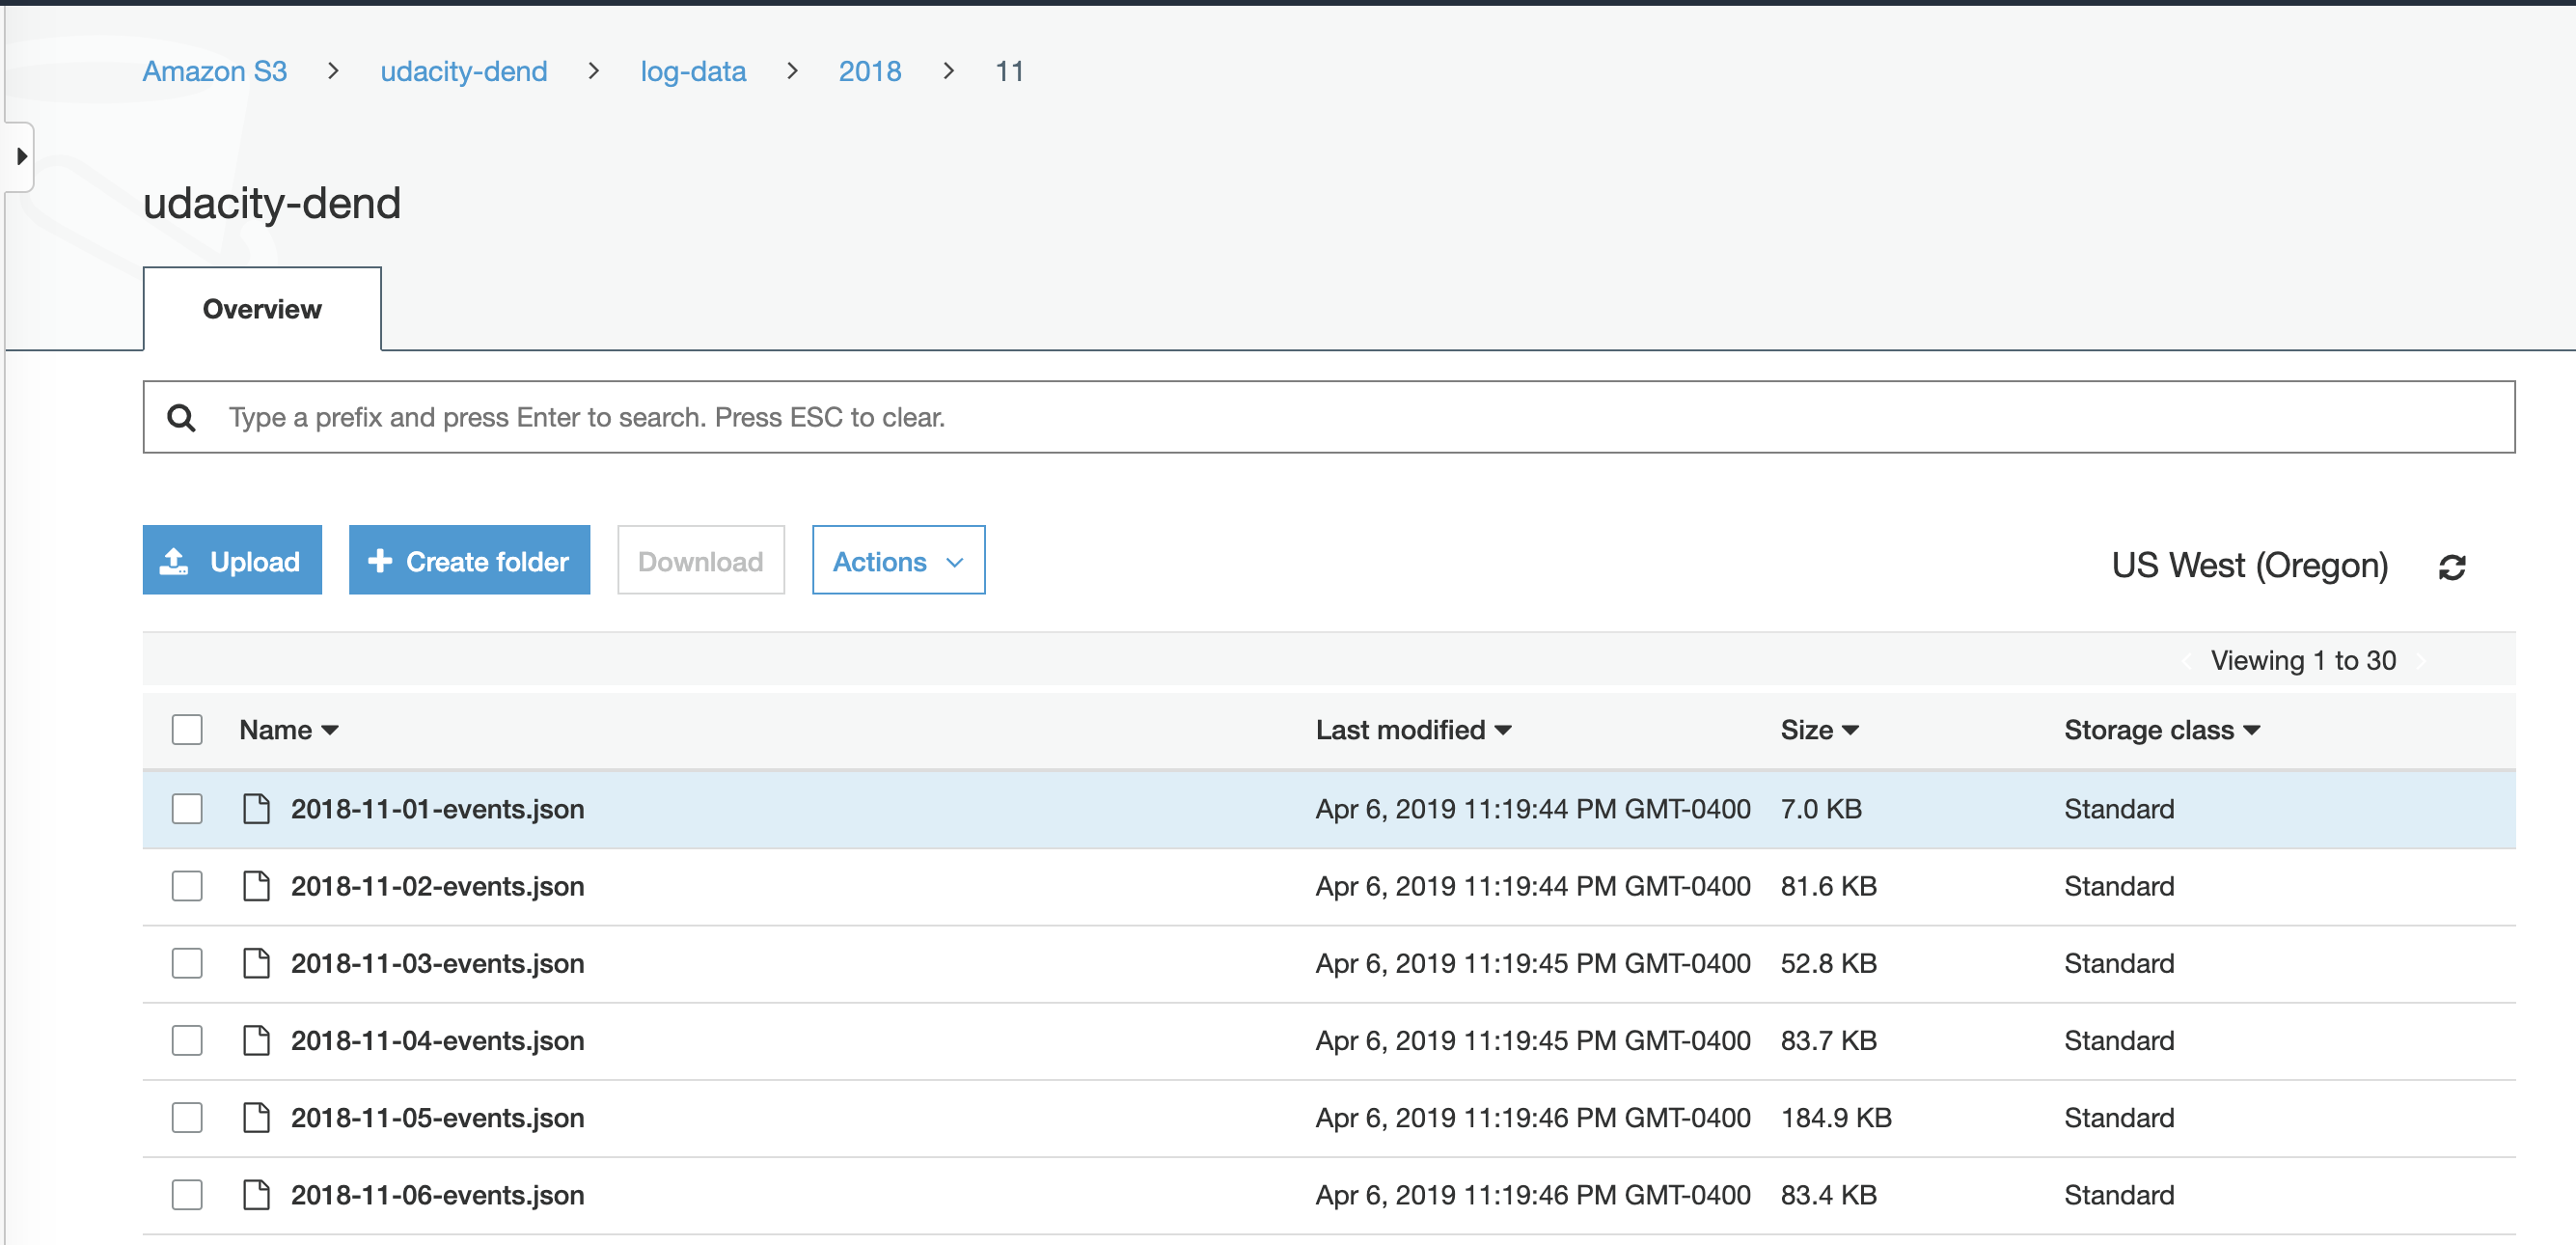 Amazon S3 > udacity-dend > log-data > 2018 > 11
udacity-dend
Overview
Type a prefix and press Enter to search. Press ESC to clear.
Upload Create folder Download Actions US West (Oregon)
Viewing 1 to 30
Name Last modified Size Storage class
2018-11-01-events.json Apr 6, 2019 11:19:44 PM GMT-0400 7.0 KB Standard
2018-11-02-events.json Apr 6, 2019 11:19:44 PM GMT-0400 81.6 KB Standard
2018-11-03-events.json Apr 6, 2019 11:19:45 PM GMT-0400 52.8 KB Standard
2018-11-04-events.json Apr 6, 2019 11:19:45 PM GMT-0400 83.7 KB Standard
2018-11-05-events.json Apr 6, 2019 11:19:46 PM GMT-0400 184.9 KB Standard
2018-11-06-events.json Apr 6, 2019 11:19:46 PM GMT-0400 83.4 KB Standard